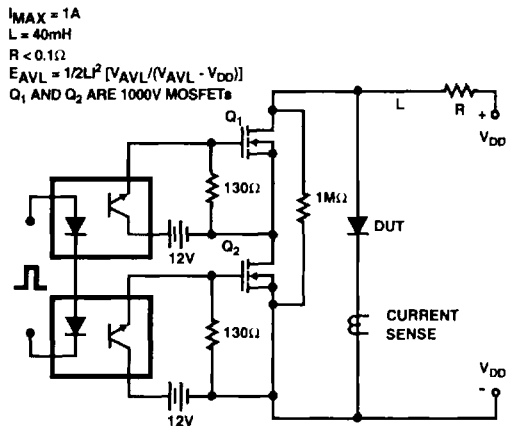 IMAX = 1A
L = 40mH
R < 0.1Ω
EAVL = 1/2LI² [VAVL/(VAVL - VDD)]
Q1 AND Q2 ARE 1000V MOSFETs
Q1
L
R
+
VDD
130Ω
1MΩ
12V
Q2
DUT
130Ω
CURRENT
SENSE
VDD
-
12V